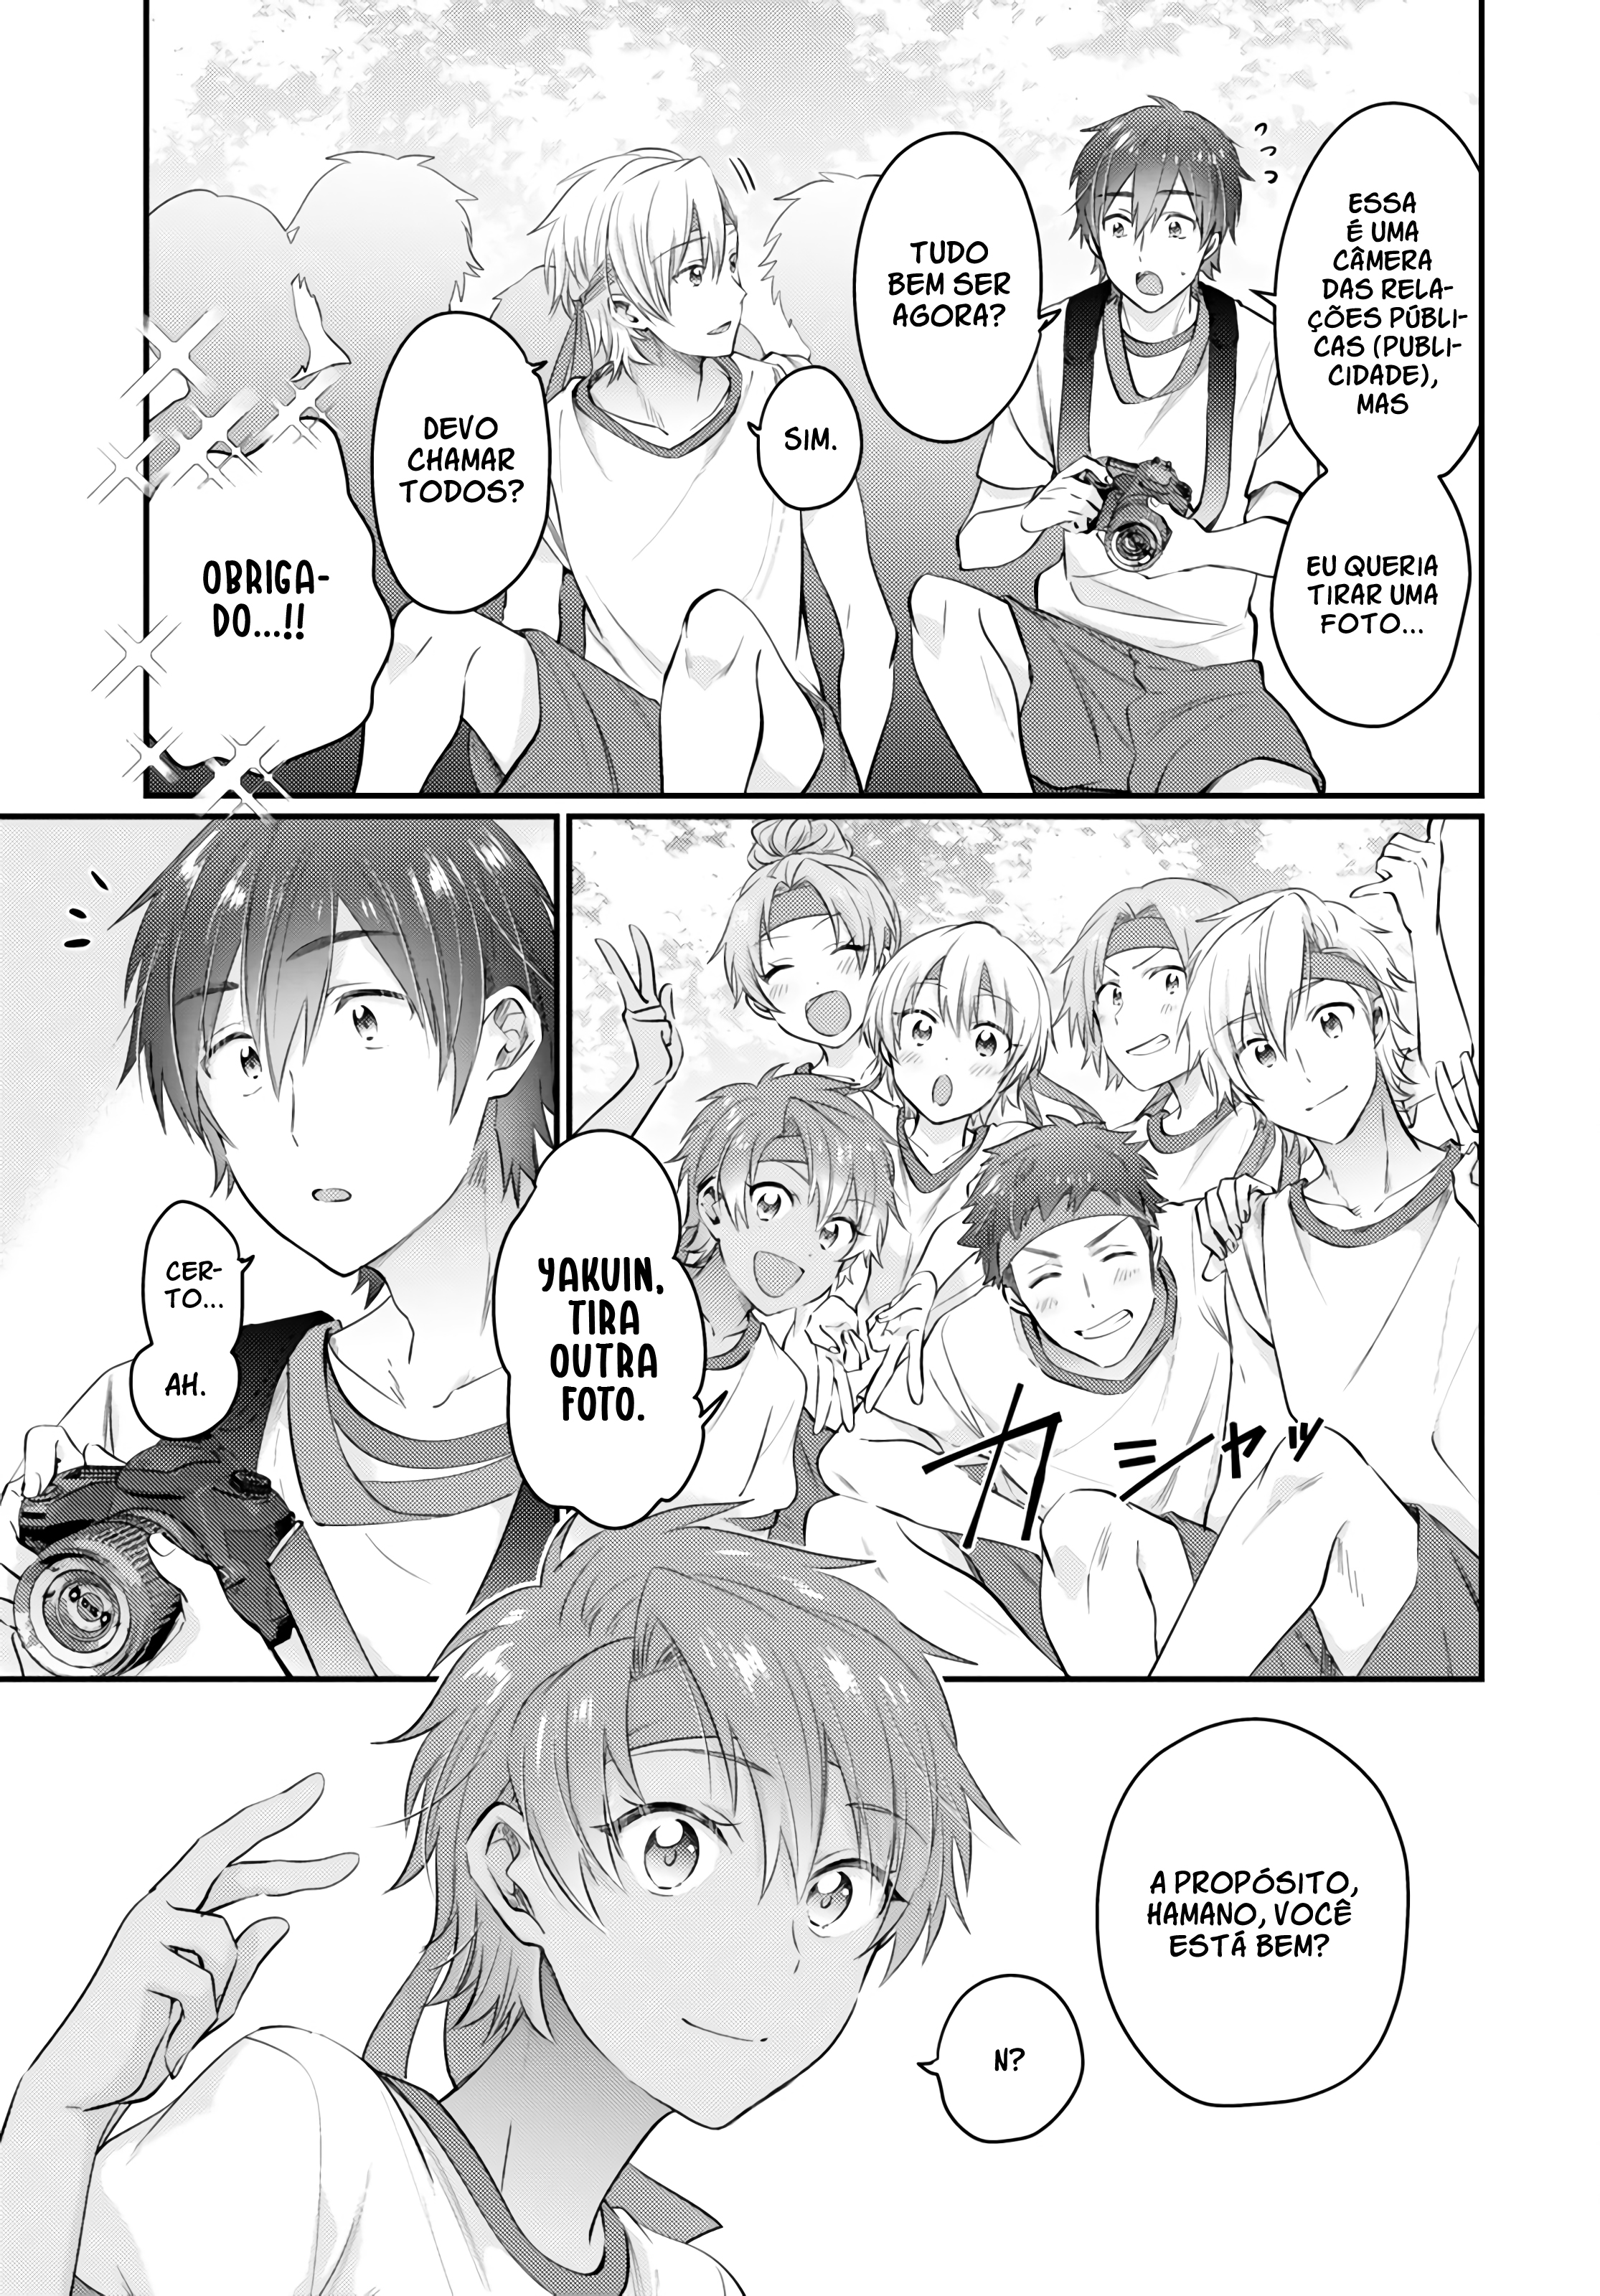 ESSA
É UMA
CÂMERA
DAS RELA-
ÇÕES PÚBLI-
CAS (PUBLI-
CIDADE),
MAS
EU QUERIA
TIRAR UMA
FOTO...
TUDO
BEM SER
AGORA?
SIM.
DEVO
CHAMAR
TODOS?
OBRIGA-
DO...!!
カシャッ
YAKUIN,
TIRA
OUTRA
FOTO.
CER-
TO...
AH.
A PROPÓSITO,
HAMANO, VOCÊ
ESTÁ BEM?
N?